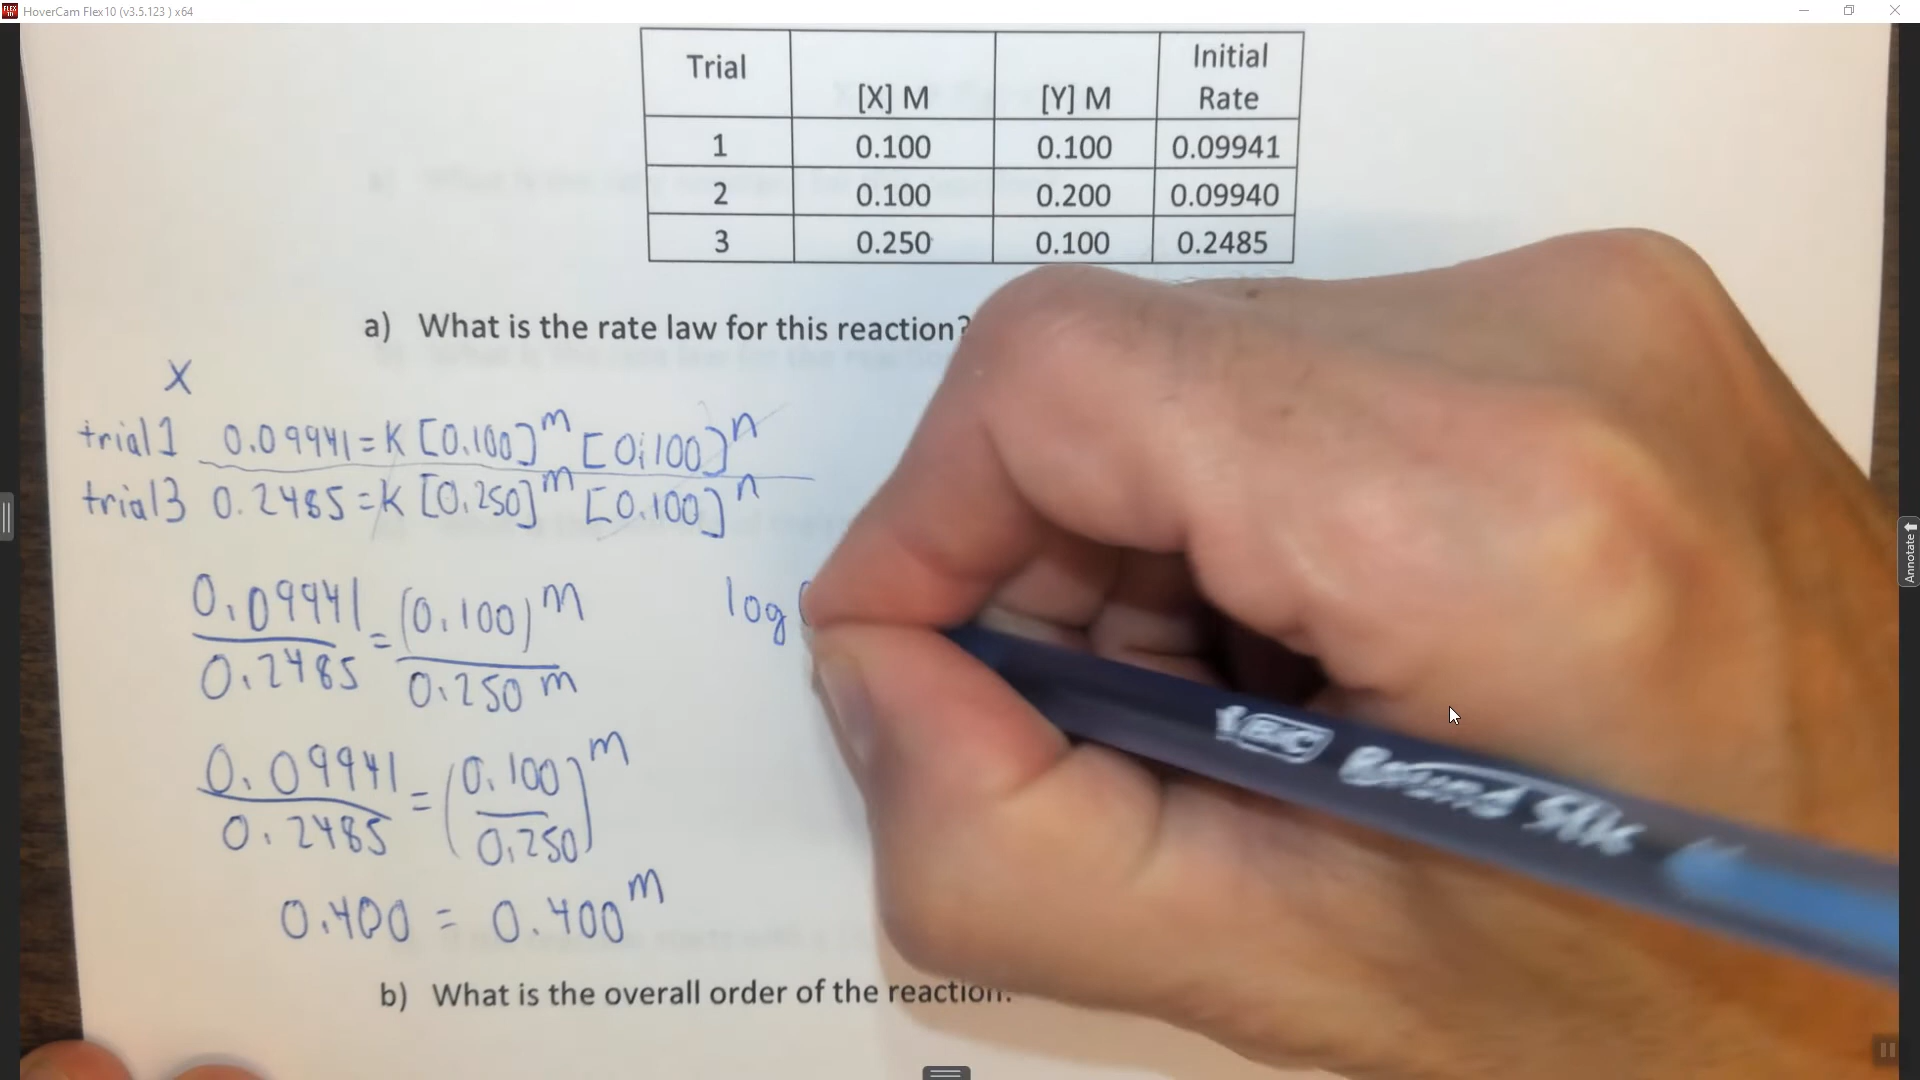 HoverCam Flex10 (v3.5.123 ) x64
Trial [X] M [Y] M Initial Rate
1 0.100 0.100 0.09941
2 0.100 0.200 0.09940
3 0.250 0.100 0.2485
a) What is the rate law for this reaction?
X
trial 1 0.09941 = K [0.100]^m [0.100]^n
trial 3 0.2485 = K [0.250]^m [0.100]^n
0.09941 = (0.100)^m
0.2485 0.250 m
log(
0.09941 = (0.100)^m
0.2485 0.250
0.400 = 0.400^m
b) What is the overall order of the reaction.
BIC
Round Stic
Annotate